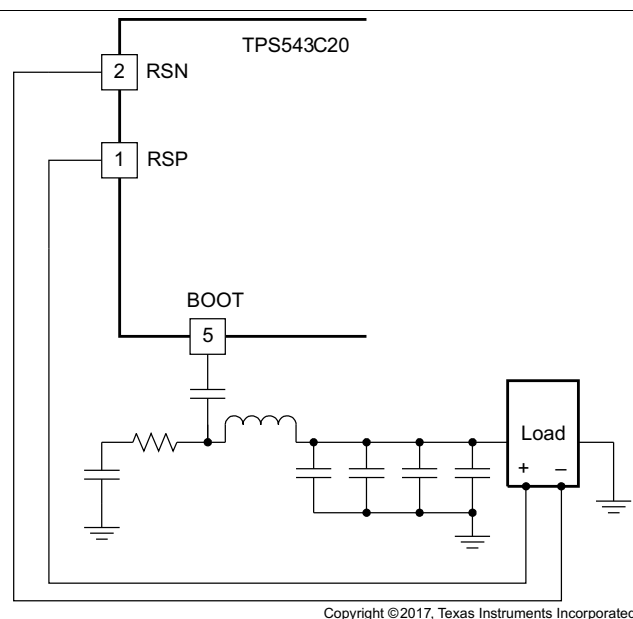 TPS543C20
2 RSN
1 RSP
BOOT
5
Load
+ –
Copyright © 2017, Texas Instruments Incorporated